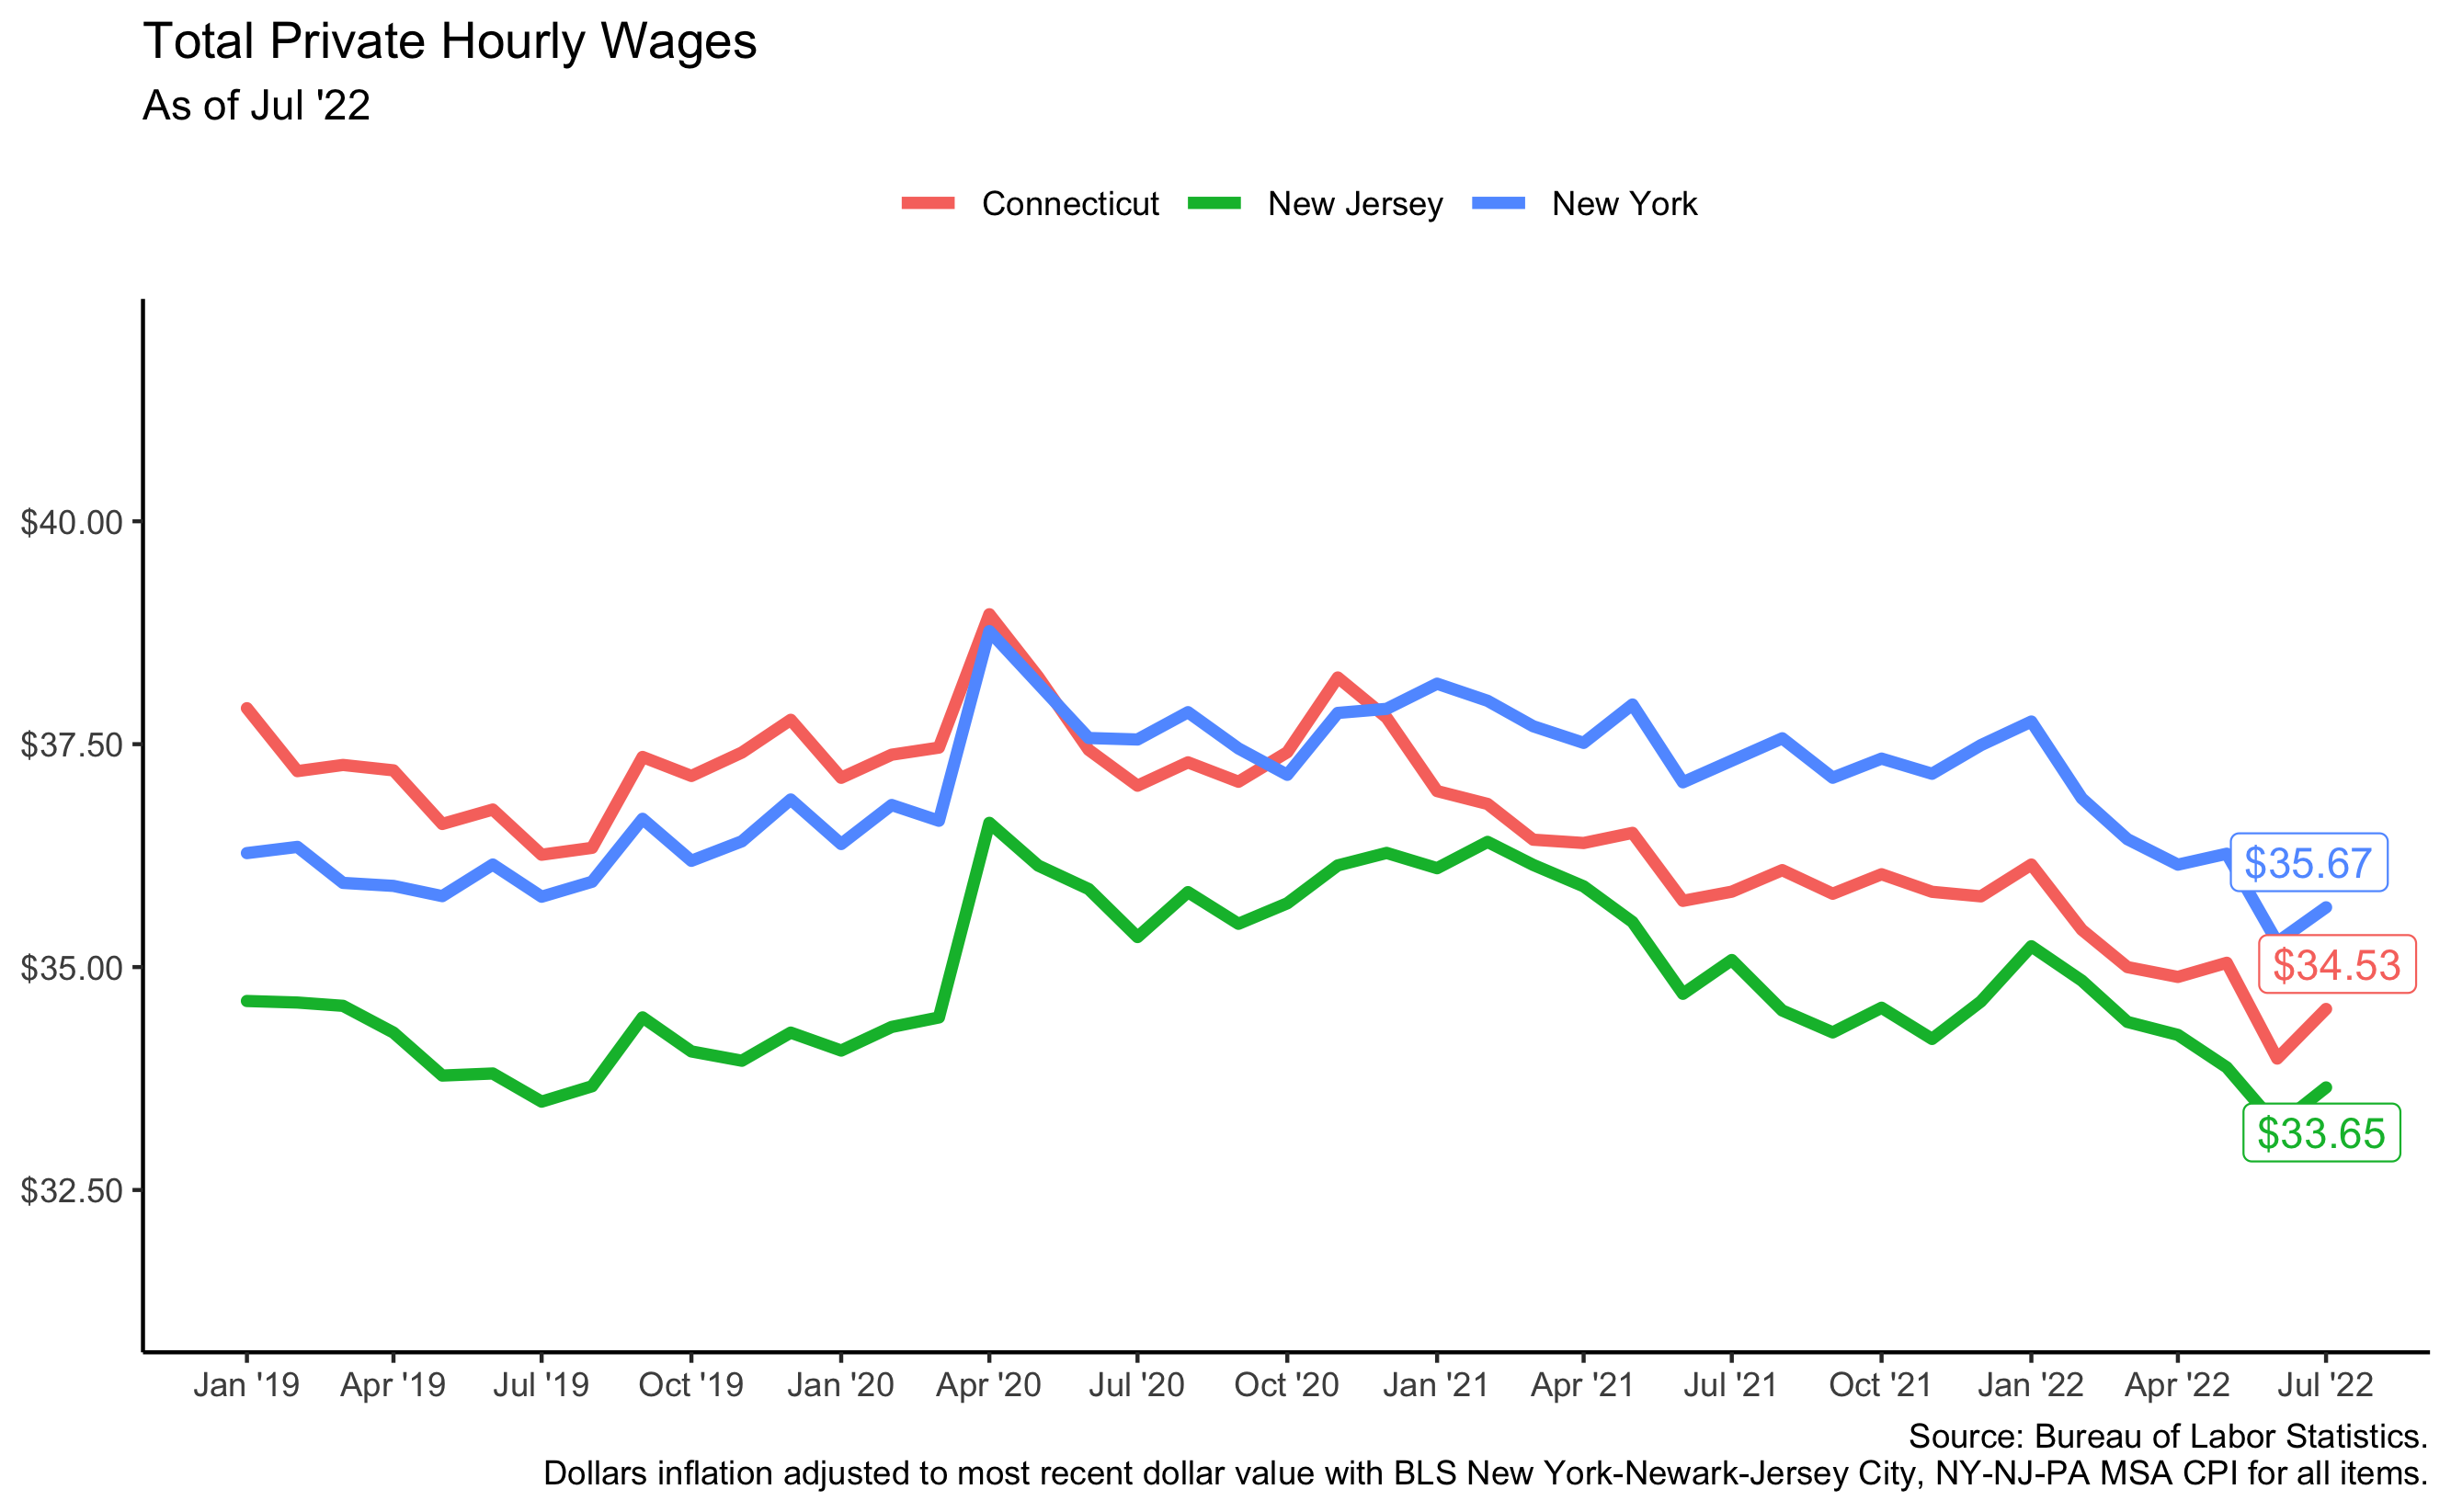 Total Private Hourly Wages
As of Jul '22
Connecticut New Jersey New York
$40.00
$37.50
$35.00
$32.50
$35.67
$34.53
$33.65
Jan '19 Apr '19 Jul '19 Oct '19 Jan '20 Apr '20 Jul '20 Oct '20 Jan '21 Apr '21 Jul '21 Oct '21 Jan '22 Apr '22 Jul '22
Source: Bureau of Labor Statistics.
Dollars inflation adjusted to most recent dollar value with BLS New York-Newark-Jersey City, NY-NJ-PA MSA CPI for all items.